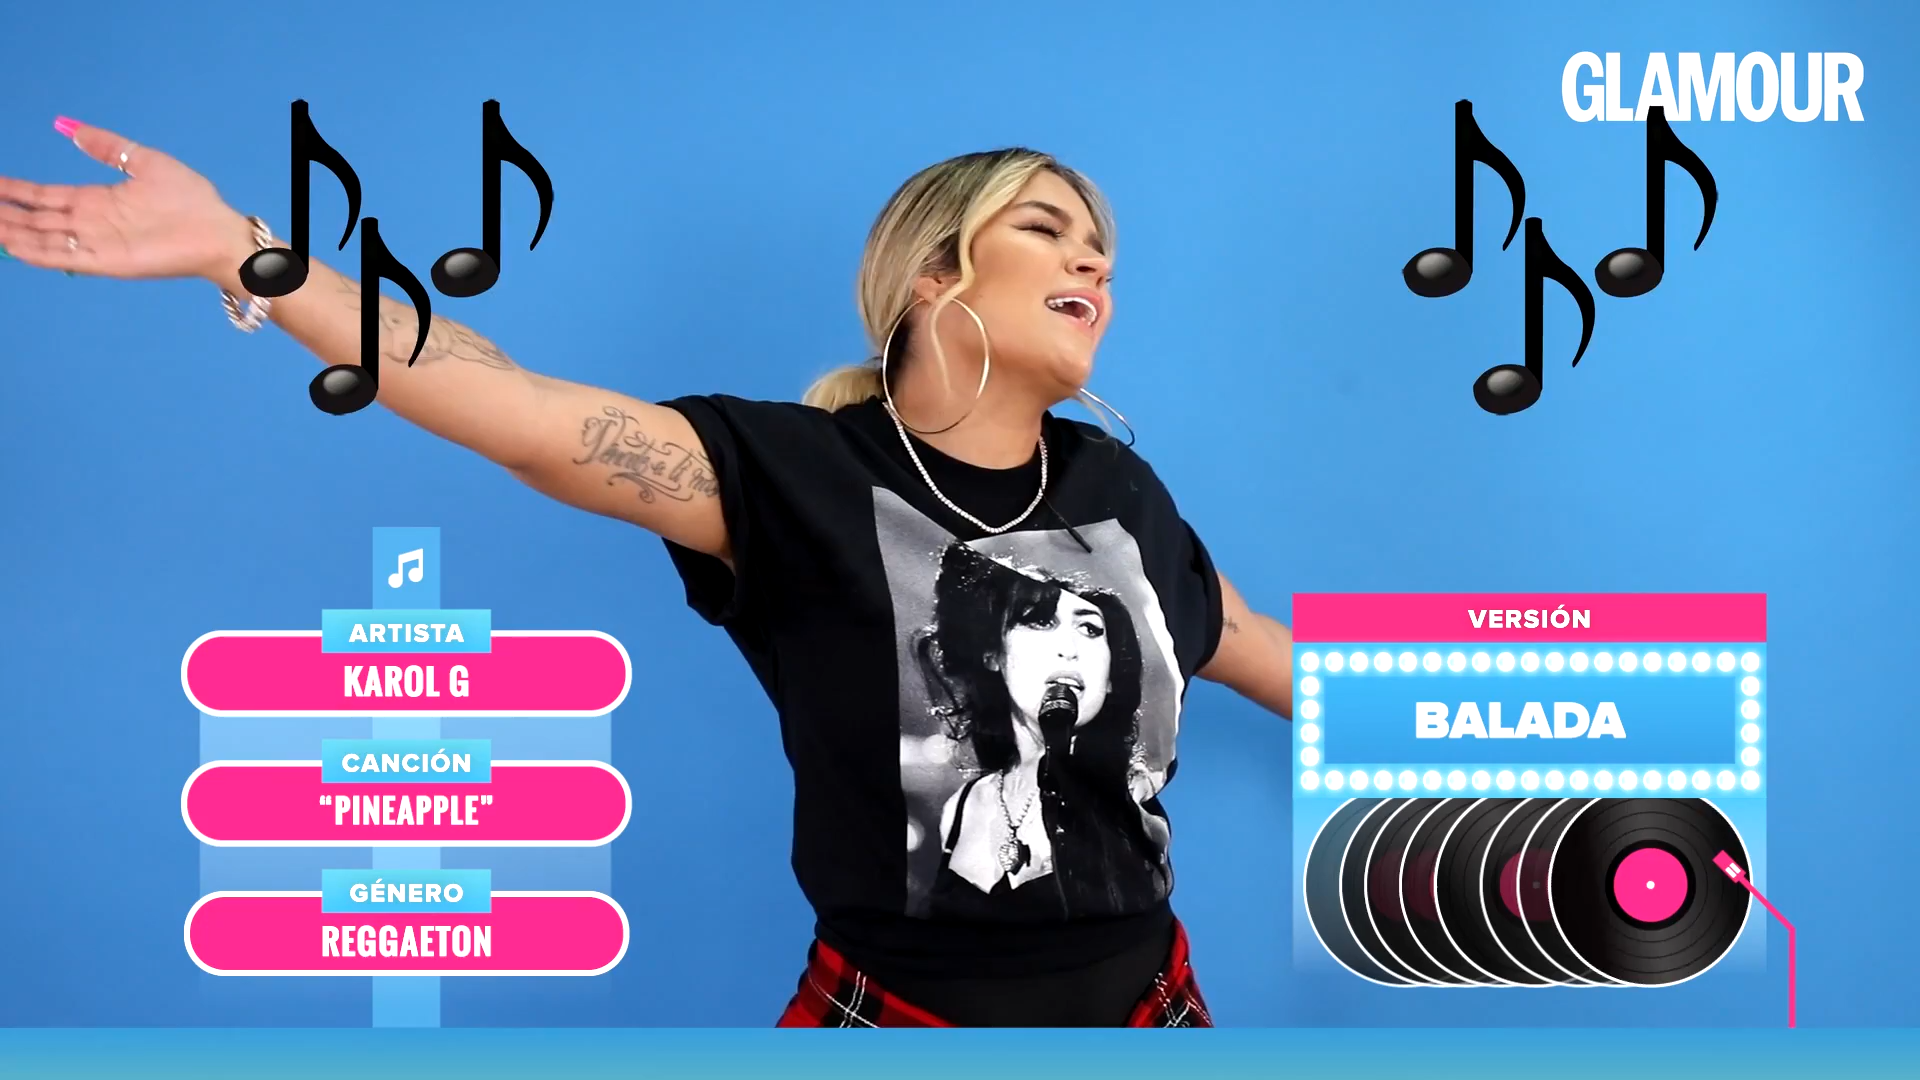 GLAMOUR
ARTISTA
KAROL G
CANCIÓN
“PINEAPPLE”
GÉNERO
REGGAETON
VERSIÓN
BALADA